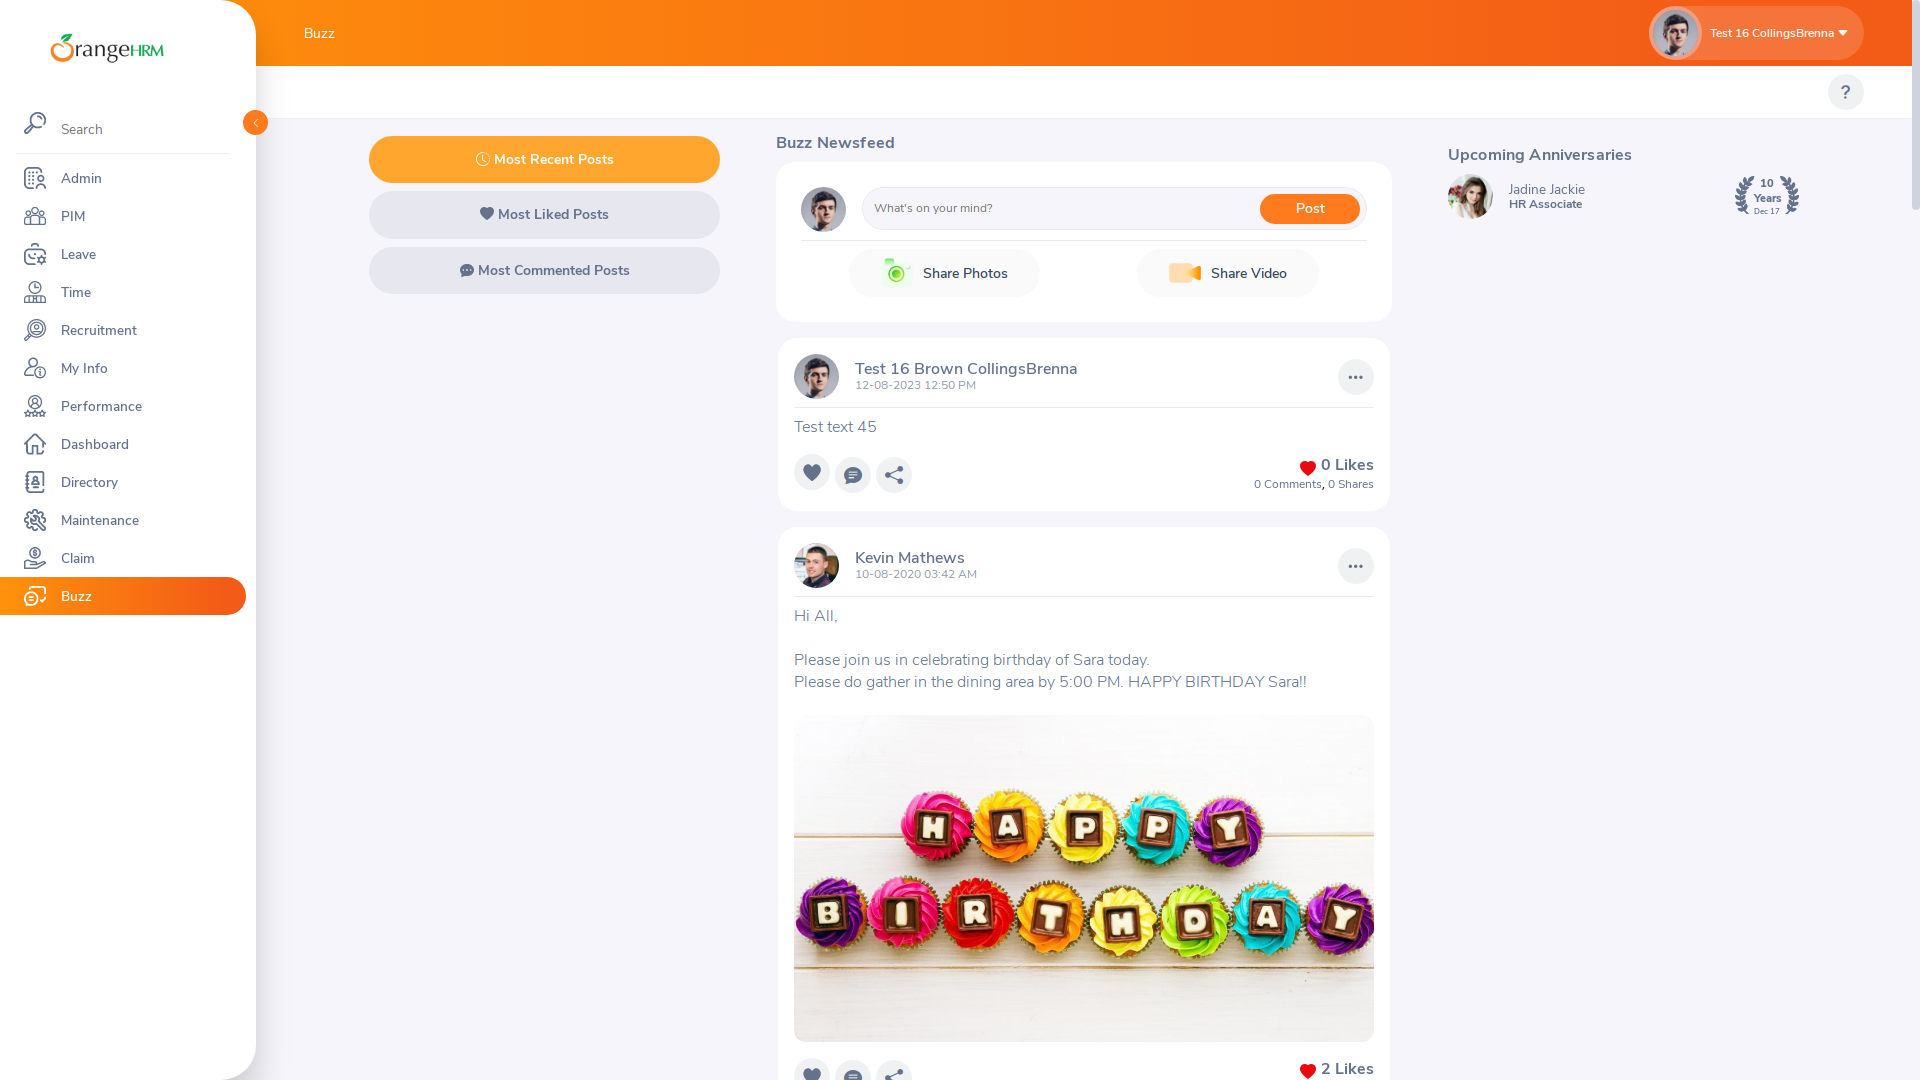 OrangeHRM
Search
Admin
PIM
Leave
Time
Recruitment
My Info
Performance
Dashboard
Directory
Maintenance
Claim
Buzz
Buzz
Test 16 CollingsBrenna
?
Most Recent Posts
Most Liked Posts
Most Commented Posts
Buzz Newsfeed
What's on your mind?
Post
Share Photos
Share Video
Test 16 Brown CollingsBrenna
12-08-2023 12:50 PM
Test text 45
0 Likes
0 Comments, 0 Shares
Kevin Mathews
10-08-2020 03:42 AM
Hi All,
Please join us in celebrating birthday of Sara today.
Please do gather in the dining area by 5:00 PM. HAPPY BIRTHDAY Sara!!
HAPPY
BIRTHDAY
2 Likes
Upcoming Anniversaries
Jadine Jackie
HR Associate
10
Years
Dec 17